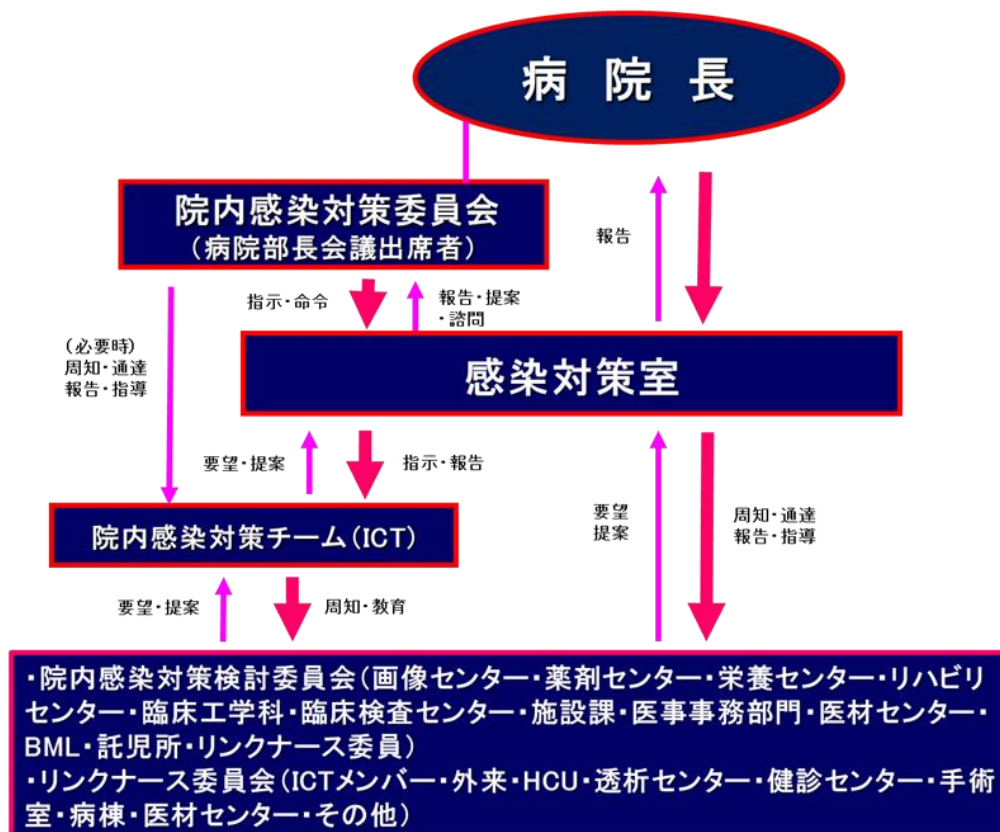 病 院 長
院内感染対策委員会
(病院部長会議出席者)
報告
指示・命令
報告・提案
・諮問
(必要時)
周知・通達
報告・指導
感染対策室
要望・提案
指示・報告
要望
提案
周知・通達
報告・指導
院内感染対策チーム(ICT)
要望・提案
周知・教育
・院内感染対策検討委員会(画像センター・薬剤センター・栄養センター・リハビリ
センター・臨床工学科・臨床検査センター・施設課・医事事務部門・医材センター・
BML・託児所・リンクナース委員)
・リンクナース委員会(ICTメンバー・外来・HCU・透析センター・健診センター・手術
室・病棟・医材センター・その他)